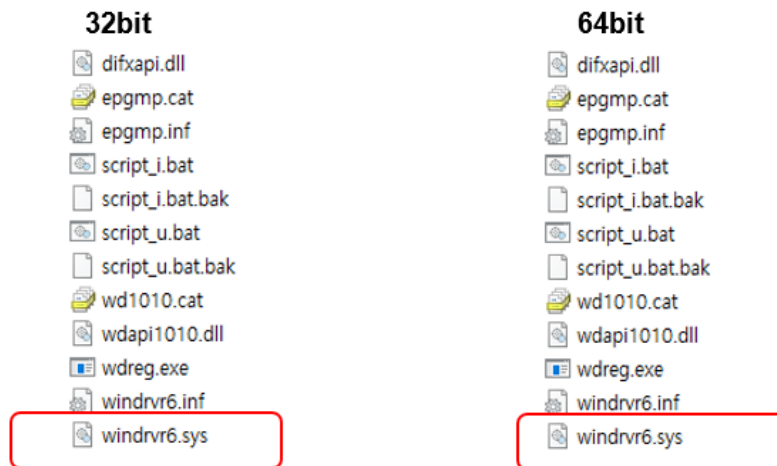 32bit
difxapi.dll
epgmp.cat
epgmp.inf
script_i.bat
script_i.bat.bak
script_u.bat
script_u.bat.bak
wd1010.cat
wdapi1010.dll
wdreg.exe
windrvr6.inf
windrvr6.sys
64bit
difxapi.dll
epgmp.cat
epgmp.inf
script_i.bat
script_i.bat.bak
script_u.bat
script_u.bat.bak
wd1010.cat
wdapi1010.dll
wdreg.exe
windrvr6.inf
windrvr6.sys